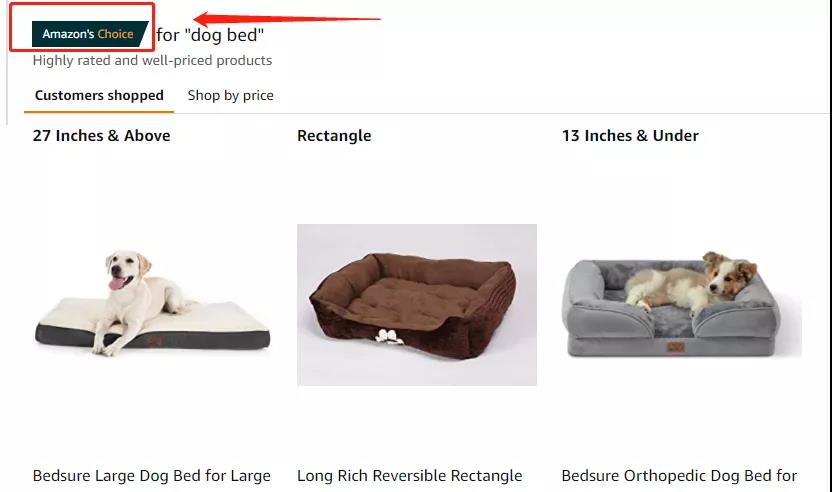 Amazon's Choice for "dog bed"
Highly rated and well-priced products
Customers shopped Shop by price
27 Inches & Above Rectangle 13 Inches & Under
Bedsure Large Dog Bed for Large Long Rich Reversible Rectangle Bedsure Orthopedic Dog Bed for